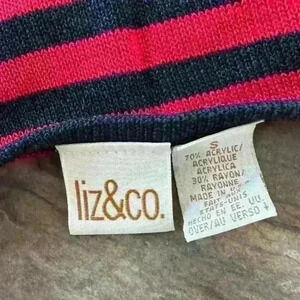 liz&co.
S
70% ACRYLIC/
ACRYLIQUE
ACRILICA
30% RAYON/
RAYONNE
MADE IN
FAIT
ETATS-UNIS
HECHO EN EE. UU.
OVER/AU VERSO